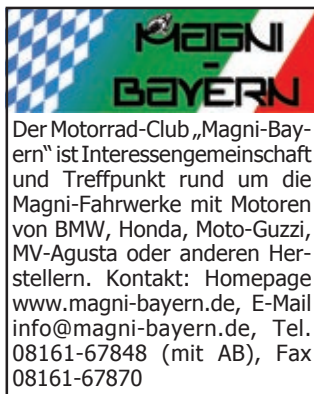 MAGNI
-
BAYERN
Der Motorrad-Club „Magni-Bay-
ern“ ist Interessengemeinschaft
und Treffpunkt rund um die
Magni-Fahrwerke mit Motoren
von BMW, Honda, Moto-Guzzi,
MV-Agusta oder anderen Her-
stellern. Kontakt: Homepage
www.magni-bayern.de, E-Mail
info@magni-bayern.de, Tel.
08161-67848 (mit AB), Fax
08161-67870